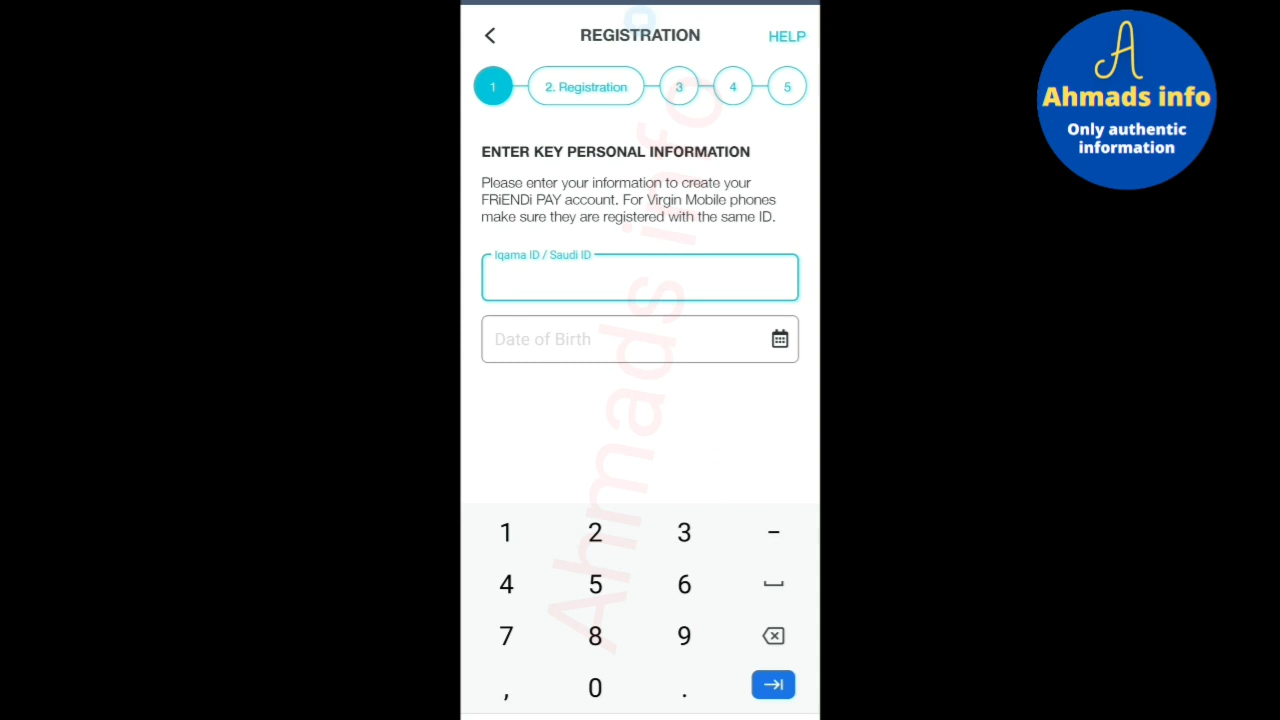 REGISTRATION
HELP
1
2. Registration
3
4
5
ENTER KEY PERSONAL INFORMATION
Please enter your information to create your
FRiENDi PAY account. For Virgin Mobile phones
make sure they are registered with the same ID.
Iqama ID / Saudi ID
Date of Birth
1 2 3 -
4 5 6
7 8 9
, 0 .
Ahmads info
A
Ahmads info
Only authentic
information